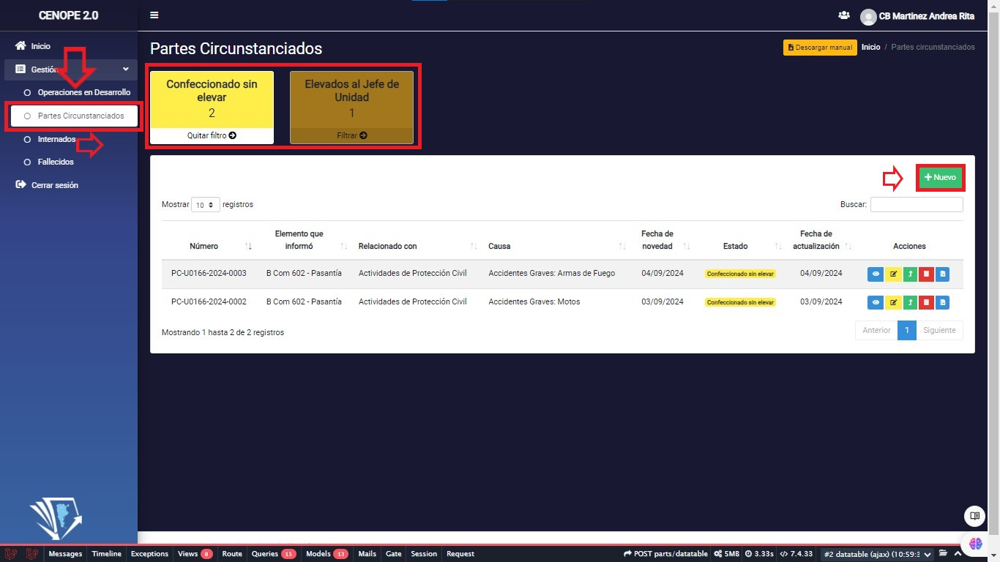 CENOPE 2.0
CB Martinez Andrea Rita
Inicio
Gestión
Operaciones en Desarrollo
Partes Circunstanciados
Internados
Fallecidos
Cerrar sesión
Partes Circunstanciados
Descargar manual
Inicio / Partes circunstanciados
Confeccionado sin
elevar
2
Quitar filtro
Elevados al Jefe de
Unidad
1
Filtrar
+ Nuevo
Mostrar 10 registros
Buscar:
Número Elemento que informó Relacionado con Causa Fecha de novedad Estado Fecha de actualización Acciones
PC-U0166-2024-0003 B Com 602 - Pasantía Actividades de Protección Civil Accidentes Graves: Armas de Fuego 04/09/2024 Confeccionado sin elevar 04/09/2024
PC-U0166-2024-0002 B Com 602 - Pasantía Actividades de Protección Civil Accidentes Graves: Motos 03/09/2024 Confeccionado sin elevar 03/09/2024
Mostrando 1 hasta 2 de 2 registros
Anterior 1 Siguiente
Messages Timeline Exceptions Views 8 Route Queries 13 Models 13 Mails Gate Session Request POST parts/datatable 5MB 3.33s 7.4.33 #2 datatable (ajax) (10:59:3